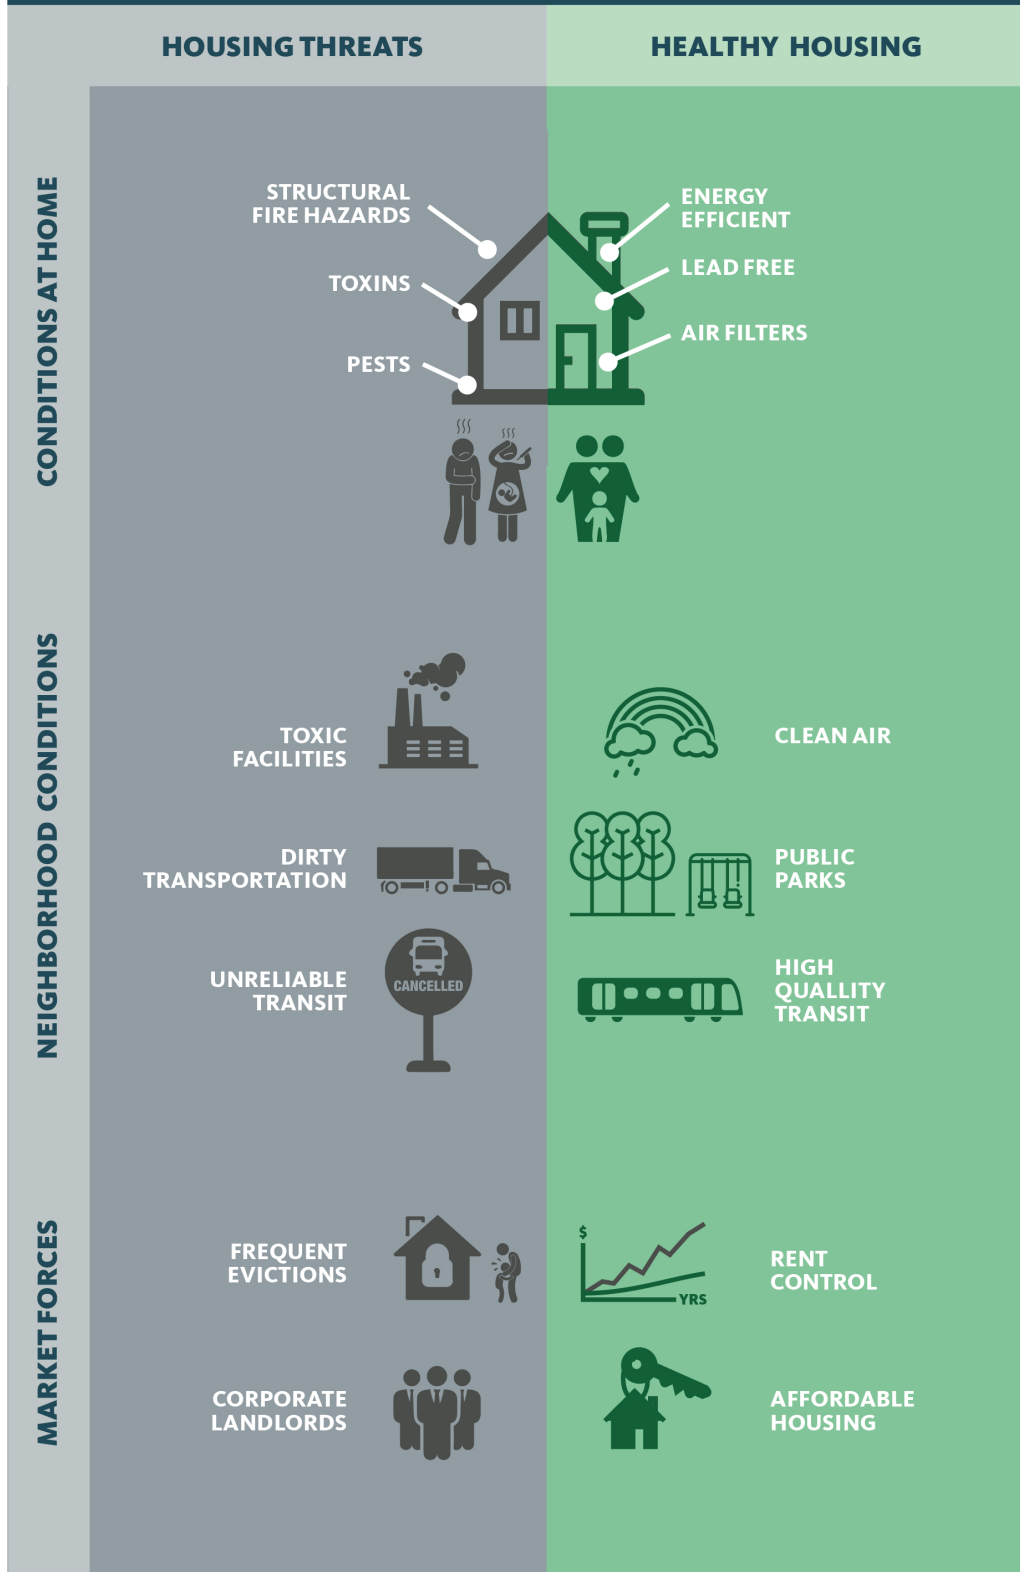 HOUSING THREATS
HEALTHY HOUSING
CONDITIONS AT HOME
STRUCTURAL
FIRE HAZARDS
TOXINS
PESTS
ENERGY
EFFICIENT
LEAD FREE
AIR FILTERS
NEIGHBORHOOD CONDITIONS
TOXIC
FACILITIES
CLEAN AIR
DIRTY
TRANSPORTATION
PUBLIC
PARKS
UNRELIABLE
TRANSIT
CANCELLED
HIGH
QUALLITY
TRANSIT
MARKET FORCES
FREQUENT
EVICTIONS
$
YRS
RENT
CONTROL
CORPORATE
LANDLORDS
AFFORDABLE
HOUSING